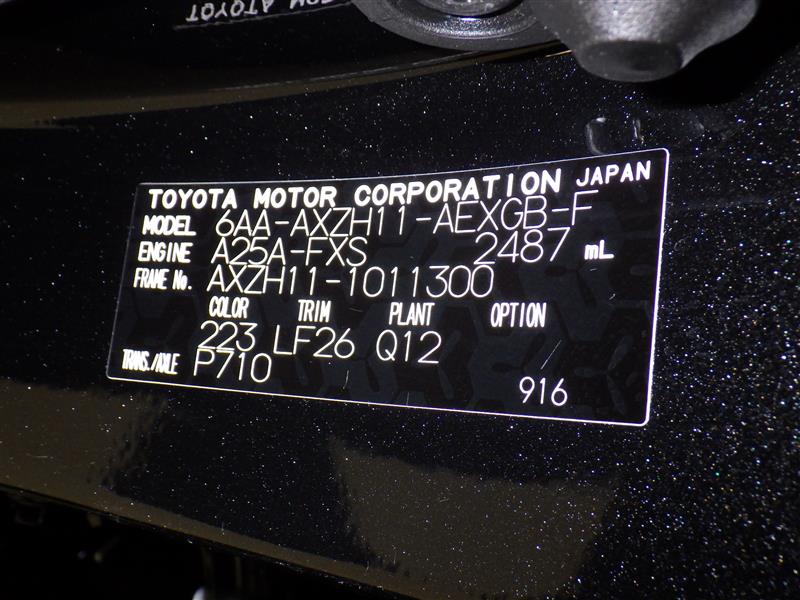 TOYOTA MOTOR CORPORATION JAPAN
MODEL 6AA-AXZH11-AEXGB-F
ENGINE A25A-FXS 2487 mL
FRAME No. AXZH11-1011300
COLOR TRIM PLANT OPTION
223 LF26 Q12
TRANS./AXLE P710
916